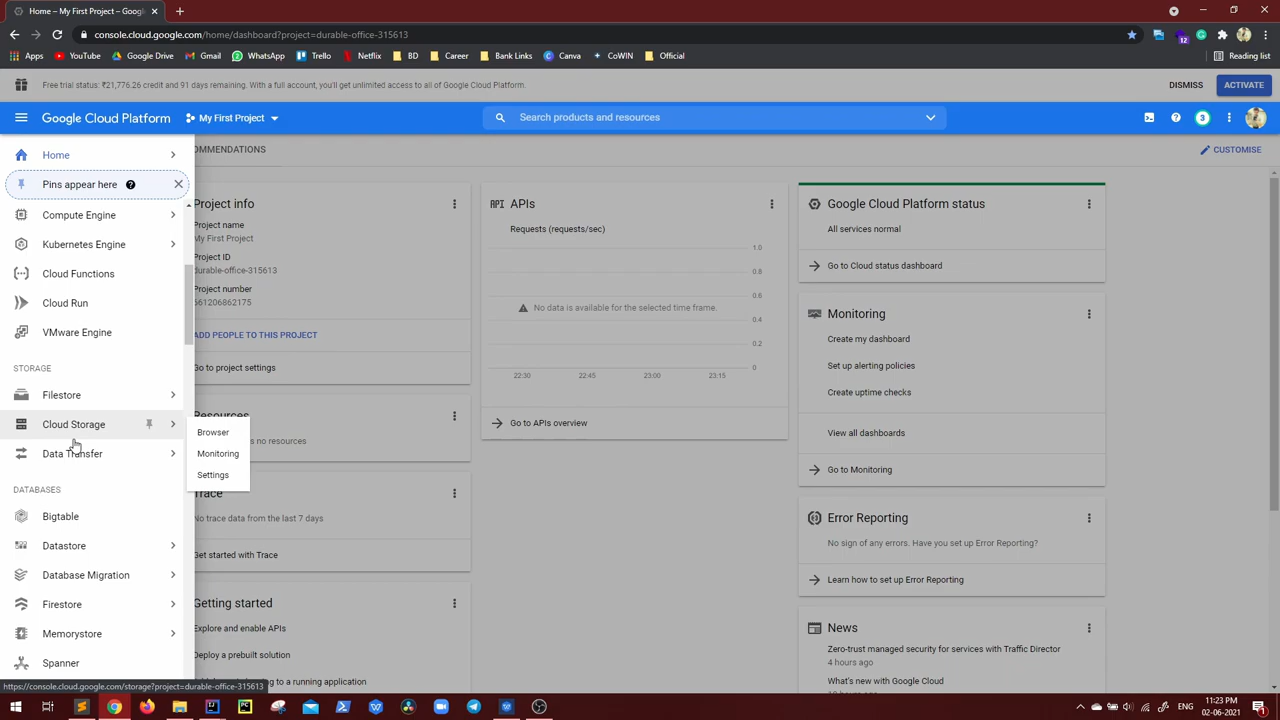 Home – My First Project – Google
console.cloud.google.com/home/dashboard?project=durable-office-315613
Apps YouTube Google Drive Gmail WhatsApp Trello Netflix BD Career Bank Links Canva CoWIN Official Reading list
Free trial status: ₹21,776.26 credit and 91 days remaining. With a full account, you'll get unlimited access to all of Google Cloud Platform. DISMISS ACTIVATE
Google Cloud Platform My First Project Search products and resources 3
Home
OMMENDATIONS
CUSTOMISE
Pins appear here
Compute Engine
Kubernetes Engine
Cloud Functions
Cloud Run
VMware Engine
STORAGE
Filestore
Cloud Storage
Data Transfer
DATABASES
Bigtable
Datastore
Database Migration
Firestore
Memorystore
Spanner
Browser
Monitoring
Settings
Project info
Project name
My First Project
Project ID
durable-office-315613
Project number
661206862175
ADD PEOPLE TO THIS PROJECT
Go to project settings
Resources
s no resources
Trace
No trace data from the last 7 days
Get started with Trace
Getting started
Explore and enable APIs
Deploy a prebuilt solution
to a running application
API APIs
Requests (requests/sec)
1.0
0.8
0.6
0.4
0.2
0
No data is available for the selected time frame.
22:30 22:45 23:00 23:15
Go to APIs overview
Google Cloud Platform status
All services normal
Go to Cloud status dashboard
Monitoring
Create my dashboard
Set up alerting policies
Create uptime checks
View all dashboards
Go to Monitoring
Error Reporting
No sign of any errors. Have you set up Error Reporting?
Learn how to set up Error Reporting
News
Zero-trust managed security for services with Traffic Director
4 hours ago
What's new with Google Cloud
https://console.cloud.google.com/storage?project=durable-office-315613
ENG
11:23 PM
02-06-2021